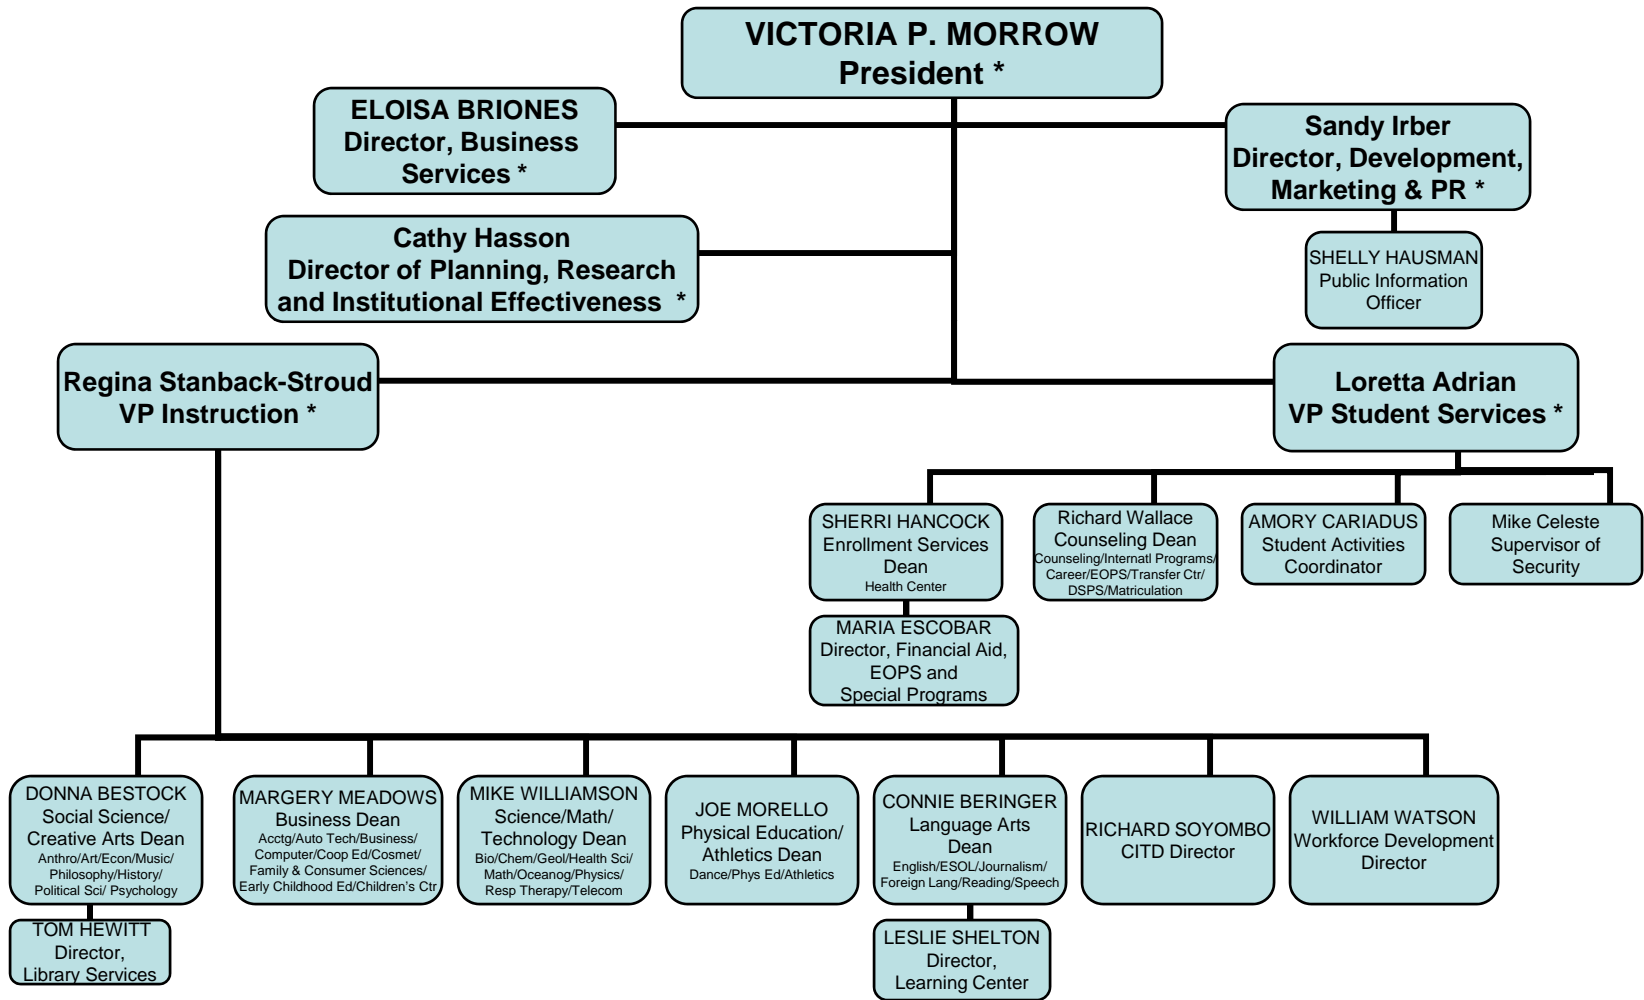 VICTORIA P. MORROW
President *
ELOISA BRIONES
Director, Business
Services *
Sandy Irber
Director, Development,
Marketing & PR *
Cathy Hasson
Director of Planning, Research
and Institutional Effectiveness *
SHELLY HAUSMAN
Public Information
Officer
Regina Stanback-Stroud
VP Instruction *
Loretta Adrian
VP Student Services *
SHERRI HANCOCK
Enrollment Services
Dean
Health Center
Richard Wallace
Counseling Dean
Counseling/Internatl Programs/
Career/EOPS/Transfer Ctr/
DSPS/Matriculation
AMORY CARIADUS
Student Activities
Coordinator
Mike Celeste
Supervisor of
Security
MARIA ESCOBAR
Director, Financial Aid,
EOPS and
Special Programs
DONNA BESTOCK
Social Science/
Creative Arts Dean
Anthro/Art/Econ/Music/
Philosophy/History/
Political Sci/ Psychology
MARGERY MEADOWS
Business Dean
Acctg/Auto Tech/Business/
Computer/Coop Ed/Cosmet/
Family & Consumer Sciences/
Early Childhood Ed/Children's Ctr
MIKE WILLIAMSON
Science/Math/
Technology Dean
Bio/Chem/Geol/Health Sci/
Math/Oceanog/Physics/
Resp Therapy/Telecom
JOE MORELLO
Physical Education/
Athletics Dean
Dance/Phys Ed/Athletics
CONNIE BERINGER
Language Arts
Dean
English/ESOL/Journalism/
Foreign Lang/Reading/Speech
RICHARD SOYOMBO
CITD Director
WILLIAM WATSON
Workforce Development
Director
TOM HEWITT
Director,
Library Services
LESLIE SHELTON
Director,
Learning Center